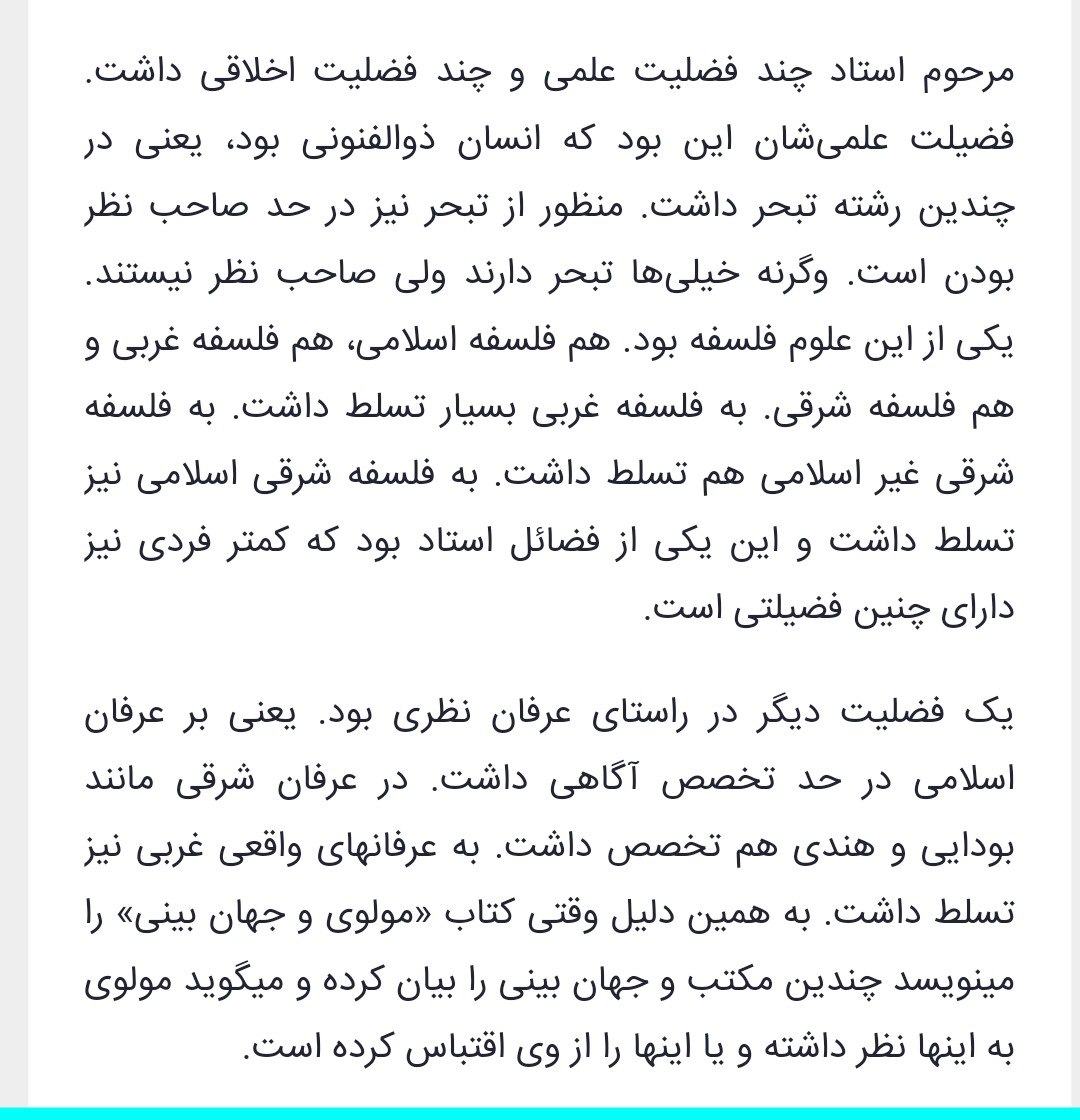 مرحوم استاد چند فضلیت علمی و چند فضلیت اخلاقی داشت.
فضیلت علمی‌شان این بود که انسان ذوالفنونی بود، یعنی در
چندین رشته تبحر داشت. منظور از تبحر نیز در حد صاحب نظر
بودن است. وگرنه خیلی‌ها تبحر دارند ولی صاحب نظر نیستند.
یکی از این علوم فلسفه بود. هم فلسفه اسلامی، هم فلسفه غربی و
هم فلسفه شرقی. به فلسفه غربی بسیار تسلط داشت. به فلسفه
شرقی غیر اسلامی هم تسلط داشت. به فلسفه شرقی اسلامی نیز
تسلط داشت و این یکی از فضائل استاد بود که کمتر فردی نیز
دارای چنین فضیلتی است.
یک فضلیت دیگر در راستای عرفان نظری بود. یعنی بر عرفان
اسلامی در حد تخصص آگاهی داشت. در عرفان شرقی مانند
بودایی و هندی هم تخصص داشت. به عرفانهای واقعی غربی نیز
تسلط داشت. به همین دلیل وقتی کتاب «مولوی و جهان بینی» را
مینویسد چندین مکتب و جهان بینی را بیان کرده و میگوید مولوی
به اینها نظر داشته و یا اینها را از وی اقتباس کرده است.